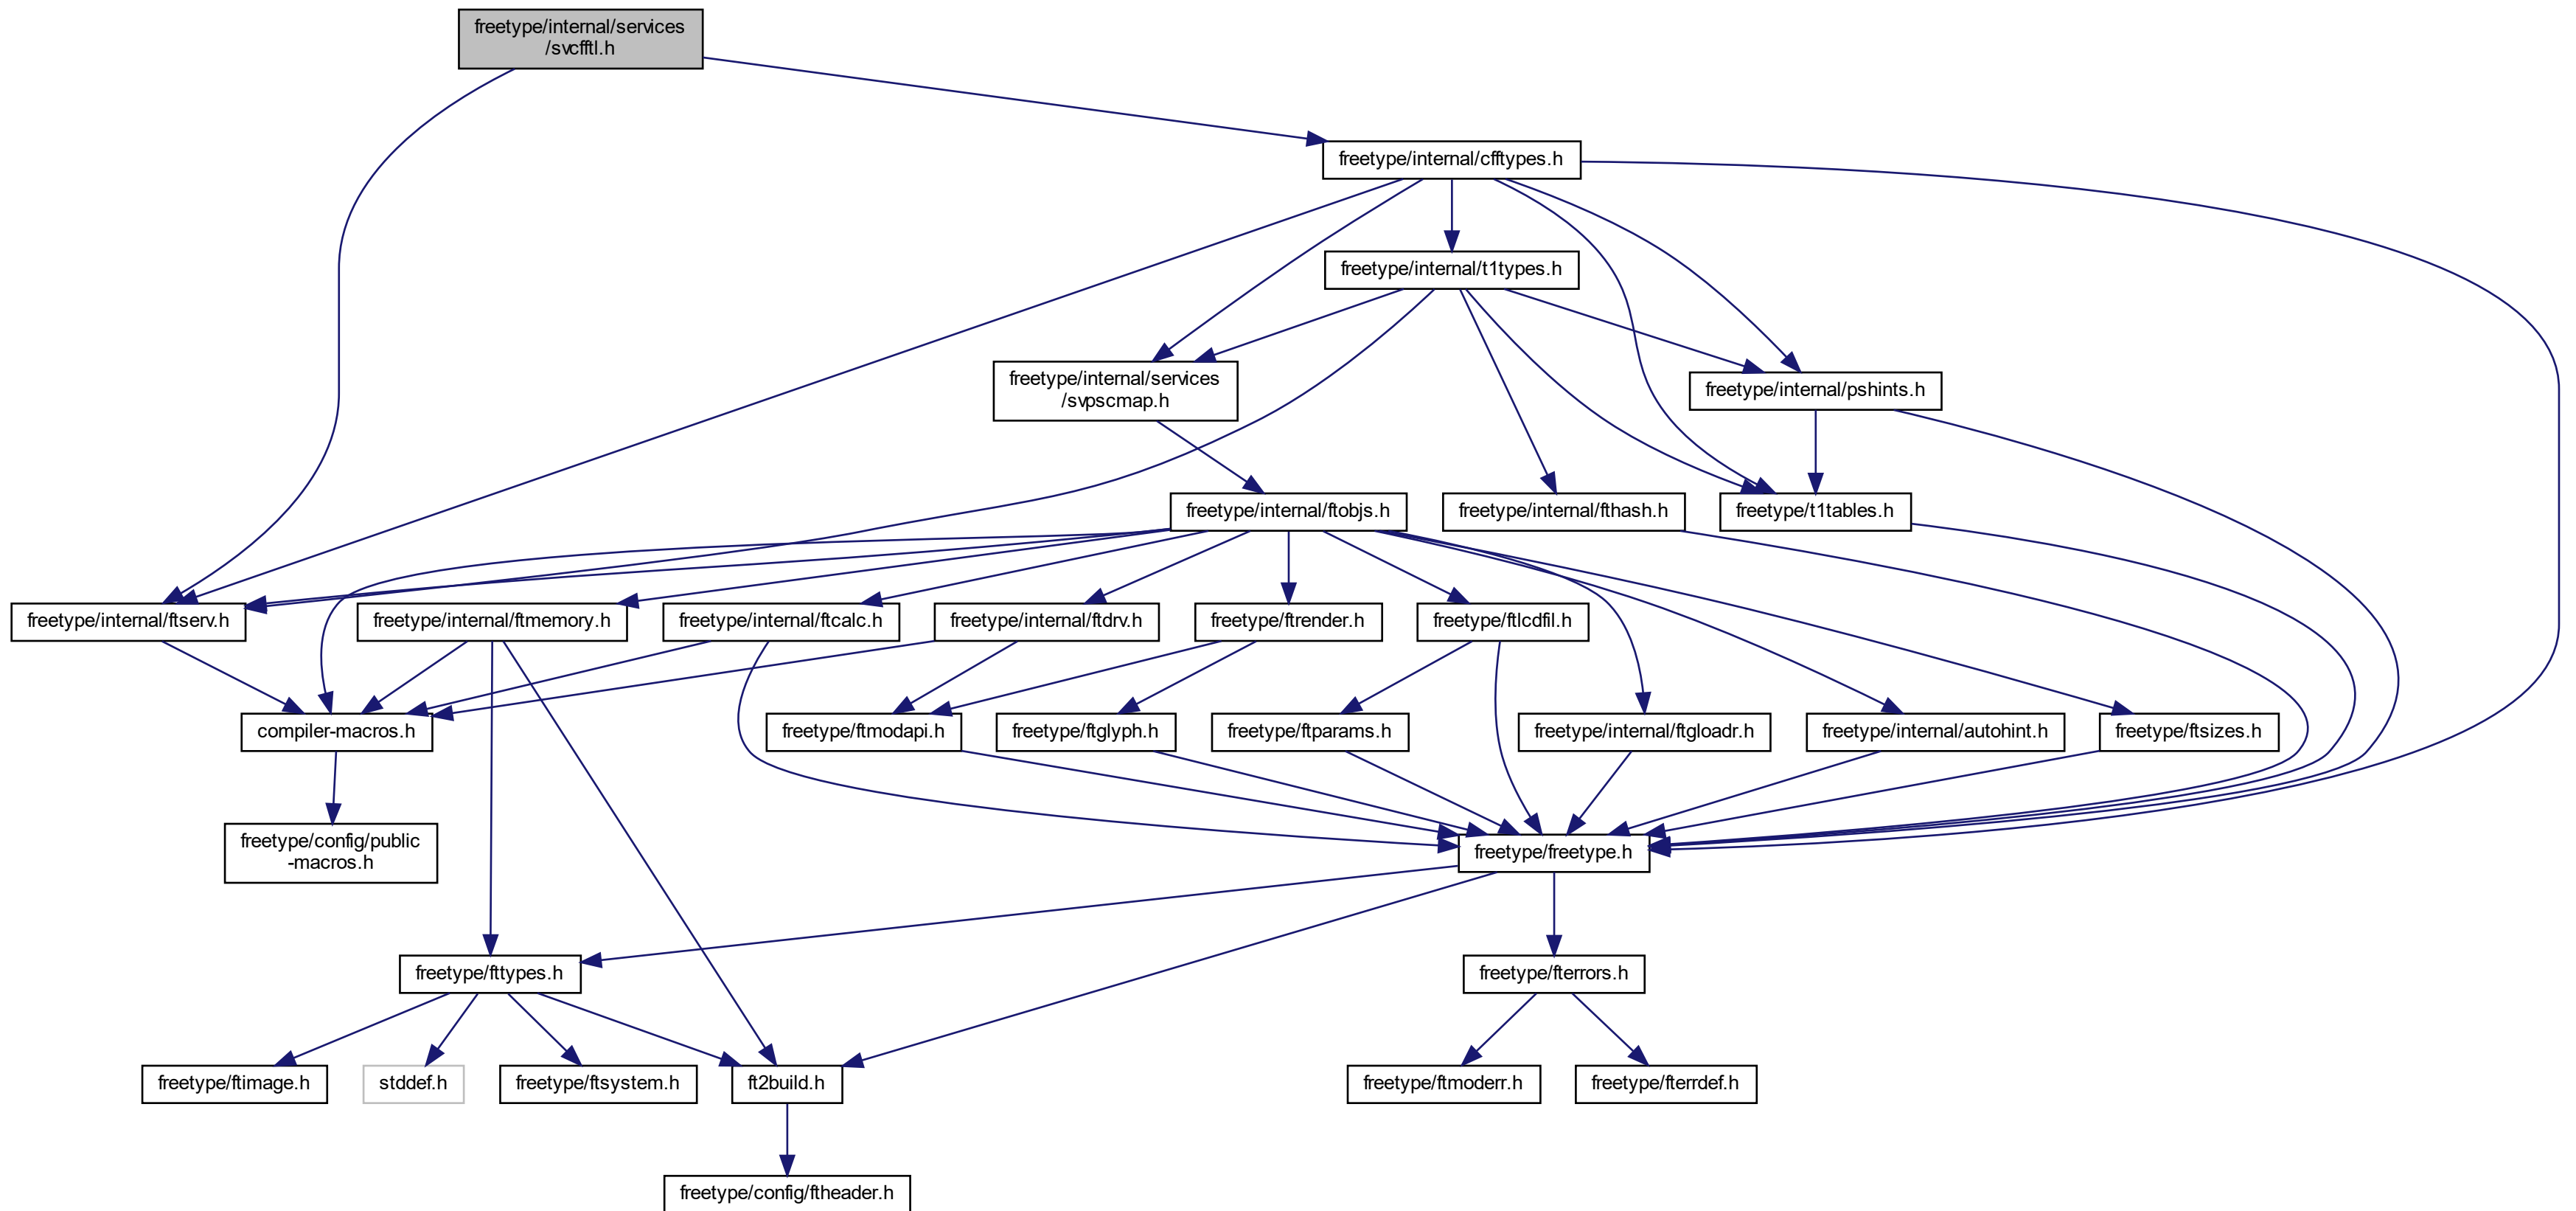 freetype/internal/services
/svcfftl.h
freetype/internal/cfftypes.h
freetype/internal/t1types.h
freetype/internal/services
/svpscmap.h
freetype/internal/pshints.h
freetype/internal/ftobjs.h
freetype/internal/fthash.h
freetype/t1tables.h
freetype/internal/ftserv.h
freetype/internal/ftmemory.h
freetype/internal/ftcalc.h
freetype/internal/ftdrv.h
freetype/ftrender.h
freetype/ftlcdfil.h
compiler-macros.h
freetype/ftmodapi.h
freetype/ftglyph.h
freetype/ftparams.h
freetype/internal/ftgloadr.h
freetype/internal/autohint.h
freetype/ftsizes.h
freetype/config/public
-macros.h
freetype/freetype.h
freetype/fttypes.h
freetype/fterrors.h
freetype/ftimage.h
stddef.h
freetype/ftsystem.h
ft2build.h
freetype/ftmoderr.h
freetype/fterrdef.h
freetype/config/ftheader.h